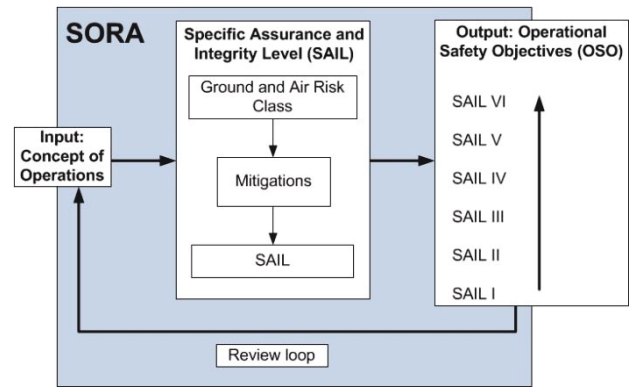 SORA
Input:
Concept of
Operations
Specific Assurance and
Integrity Level (SAIL)
Ground and Air Risk
Class
Mitigations
SAIL
Output: Operational
Safety Objectives (OSO)
SAIL VI
SAIL V
SAIL IV
SAIL III
SAIL II
SAIL I
Review loop